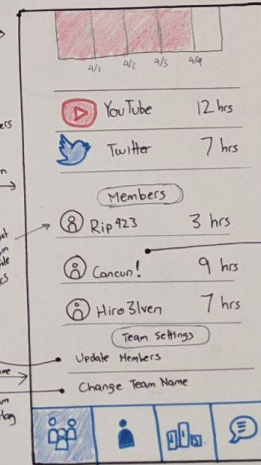 4/1 4/2 4/3 4/4
YouTube 12 hrs
Twitter 7 hrs
Members
Rip423 3 hrs
Cancun! 9 hrs
Hiro3lven 7 hrs
Team Settings
Update Members
Change Team Name